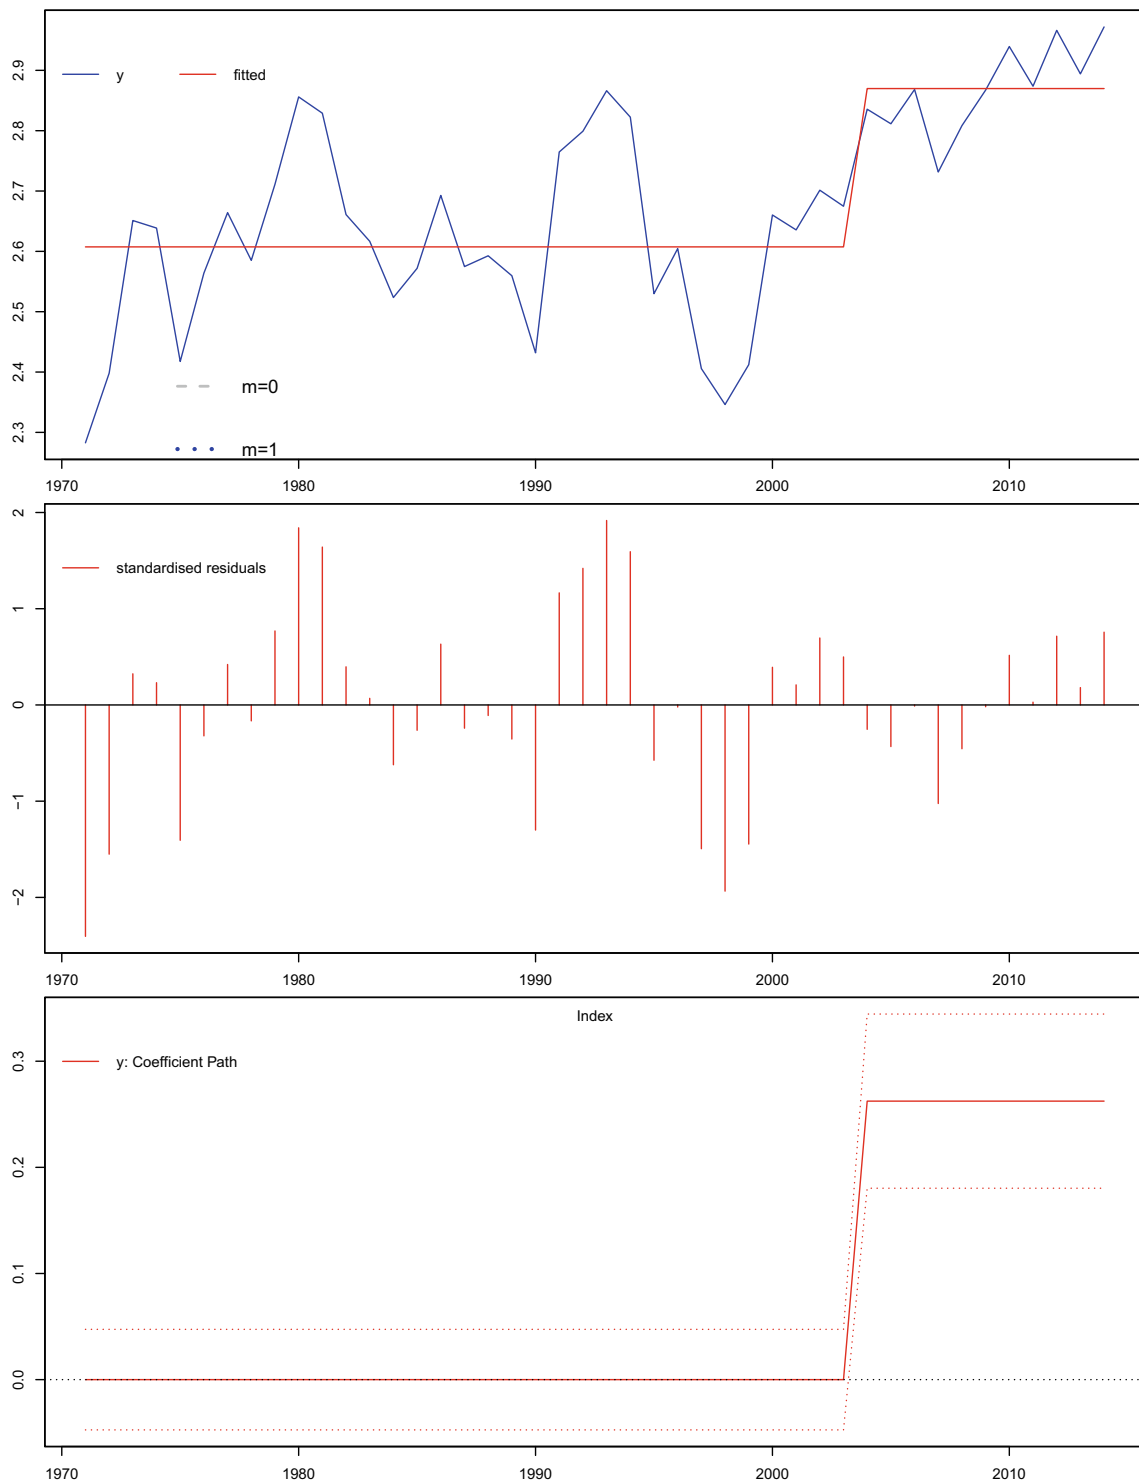 2.9
2.8
2.7
2.6
2.5
2.4
2.3
y fitted
m=0
m=1
1970 1980 1990 2000 2010
2
1
0
−1
−2
standardised residuals
1970 1980 1990 2000 2010
Index
0.3
0.2
0.1
0.0
y: Coefficient Path
1970 1980 1990 2000 2010